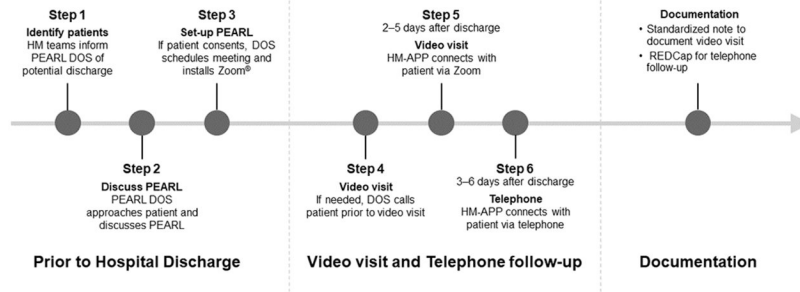 Step 1
Identify patients
HM teams inform
PEARL DOS of
potential discharge
Step 2
Discuss PEARL
PEARL DOS
approaches patient and
discusses PEARL
Step 3
Set-up PEARL
If patient consents, DOS
schedules meeting and
installs Zoom®
Prior to Hospital Discharge
Step 4
Video visit
If needed, DOS calls
patient prior to video visit
Step 5
2–5 days after discharge
Video visit
HM-APP connects with
patient via Zoom
Step 6
3–6 days after discharge
Telephone
HM-APP connects with
patient via telephone
Video visit and Telephone follow-up
Documentation
• Standardized note to
document video visit
• REDCap for telephone
follow-up
Documentation